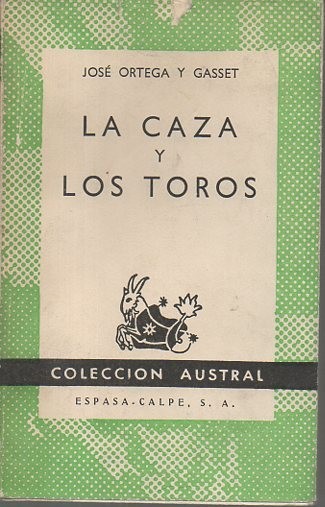 JOSÉ ORTEGA Y GASSET
LA CAZA
Y
LOS TOROS
COLECCION AUSTRAL
ESPASA-CALPE, S. A.